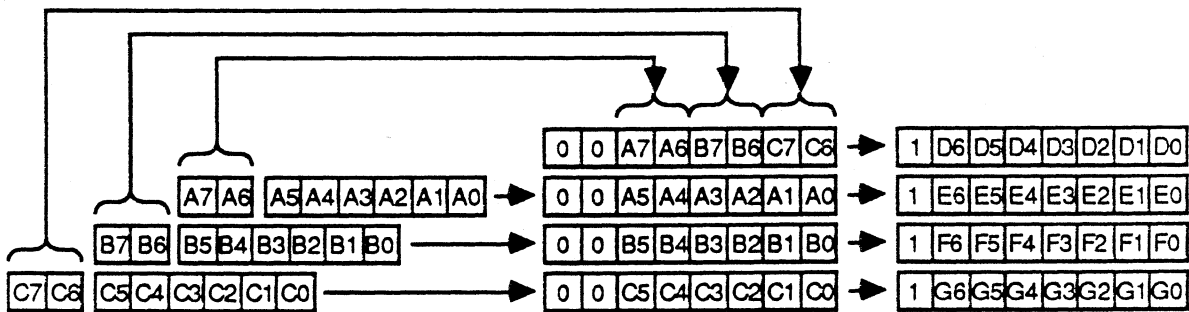 0 0 A7 A6 B7 B6 C7 C6 1 D6 D5 D4 D3 D2 D1 D0
A7 A6 A5 A4 A3 A2 A1 A0 0 0 A5 A4 A3 A2 A1 A0 1 E6 E5 E4 E3 E2 E1 E0
B7 B6 B5 B4 B3 B2 B1 B0 0 0 B5 B4 B3 B2 B1 B0 1 F6 F5 F4 F3 F2 F1 F0
C7 C6 C5 C4 C3 C2 C1 C0 0 0 C5 C4 C3 C2 C1 C0 1 G6 G5 G4 G3 G2 G1 G0